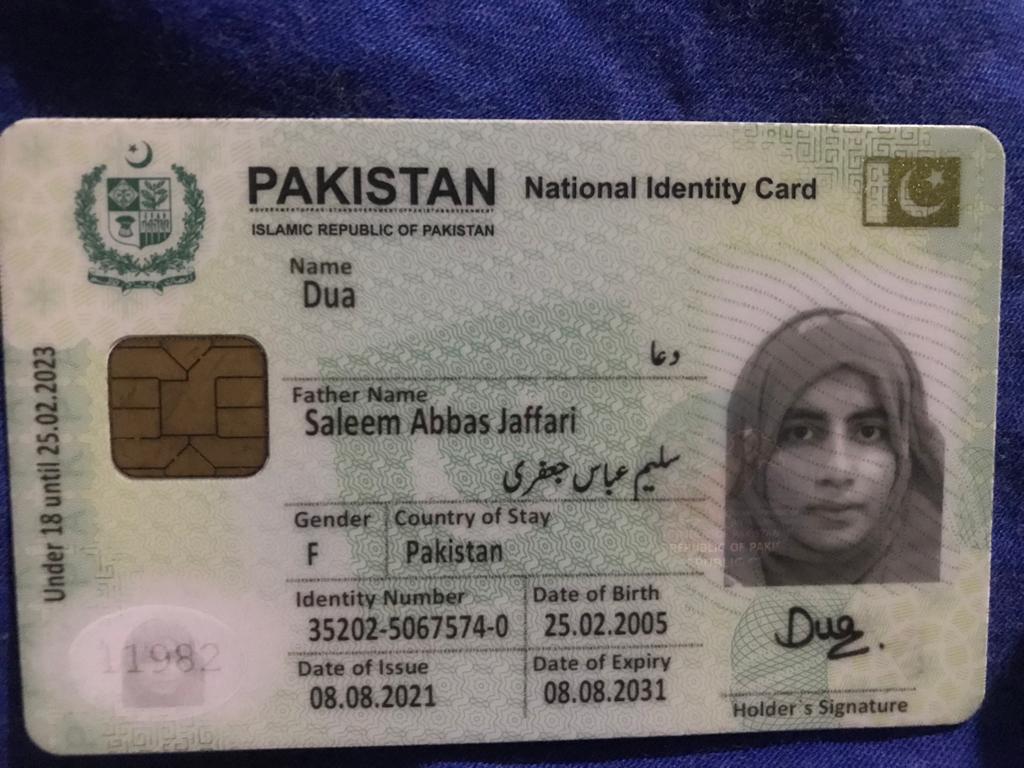 PAKISTAN National Identity Card
ISLAMIC REPUBLIC OF PAKISTAN
Name
Dua
دعا
Father Name
Saleem Abbas Jaffari
سلیم عباس جعفری
Gender Country of Stay
F Pakistan
Identity Number Date of Birth
35202-5067574-0 25.02.2005
Date of Issue Date of Expiry
08.08.2021 08.08.2031
Under 18 until 25.02.2023
11982
Dua
Holder's Signature